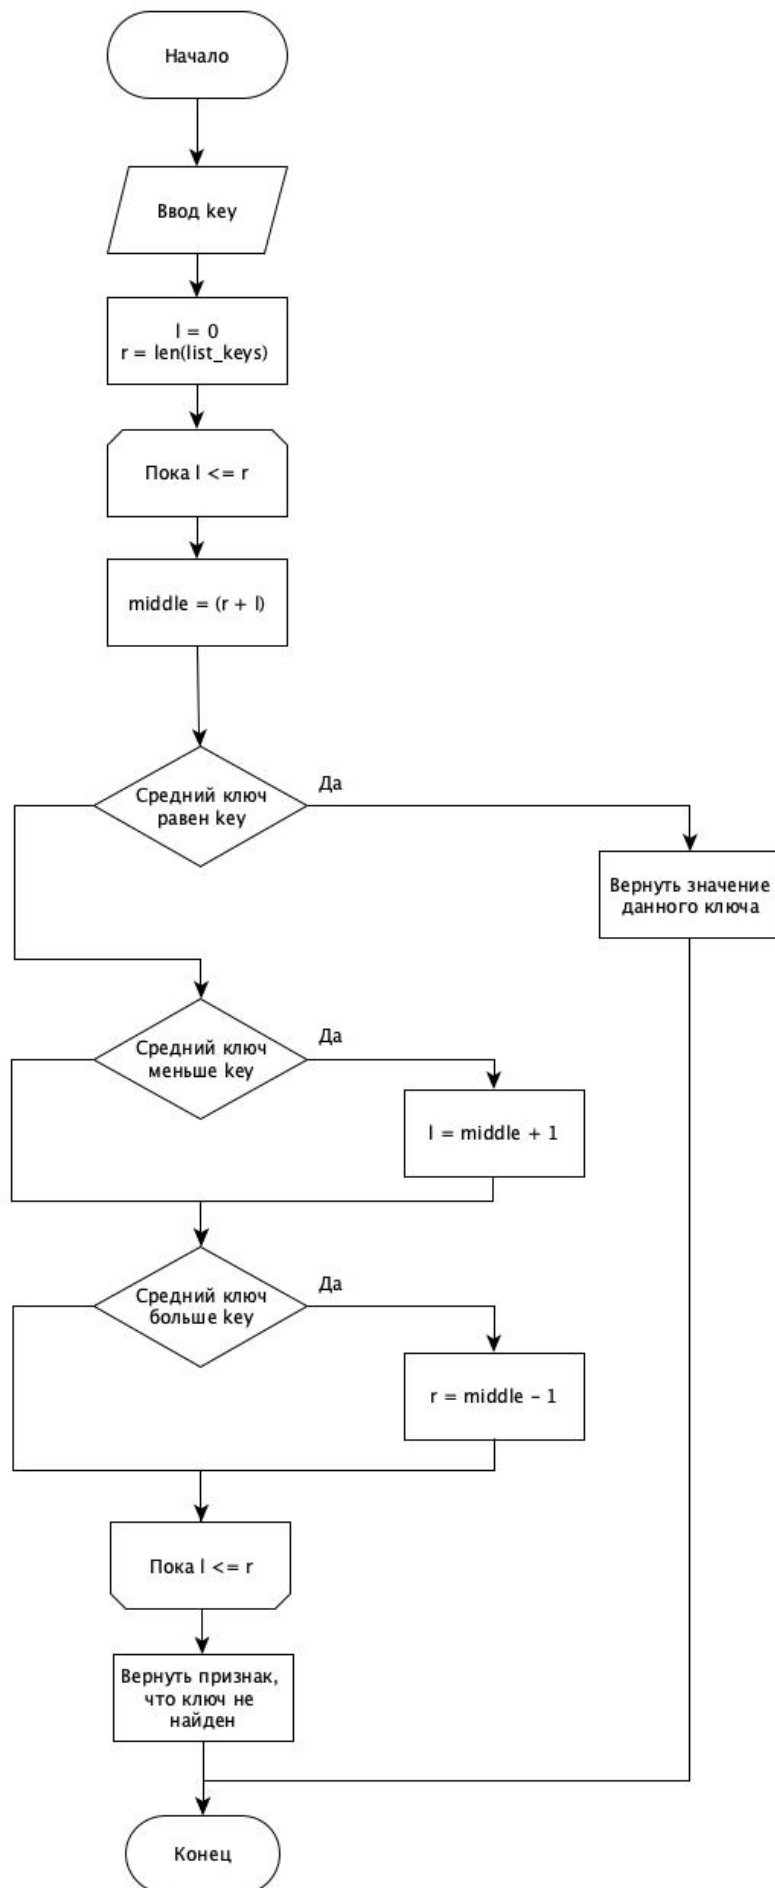 Начало
Ввод key
l = 0
r = len(list_keys)
Пока l <= r
middle = (r + l)
Средний ключ
равен key
Да
Вернуть значение
данного ключа
Средний ключ
меньше key
Да
l = middle + 1
Средний ключ
больше key
Да
r = middle − 1
Пока l <= r
Вернуть признак,
что ключ не
найден
Конец